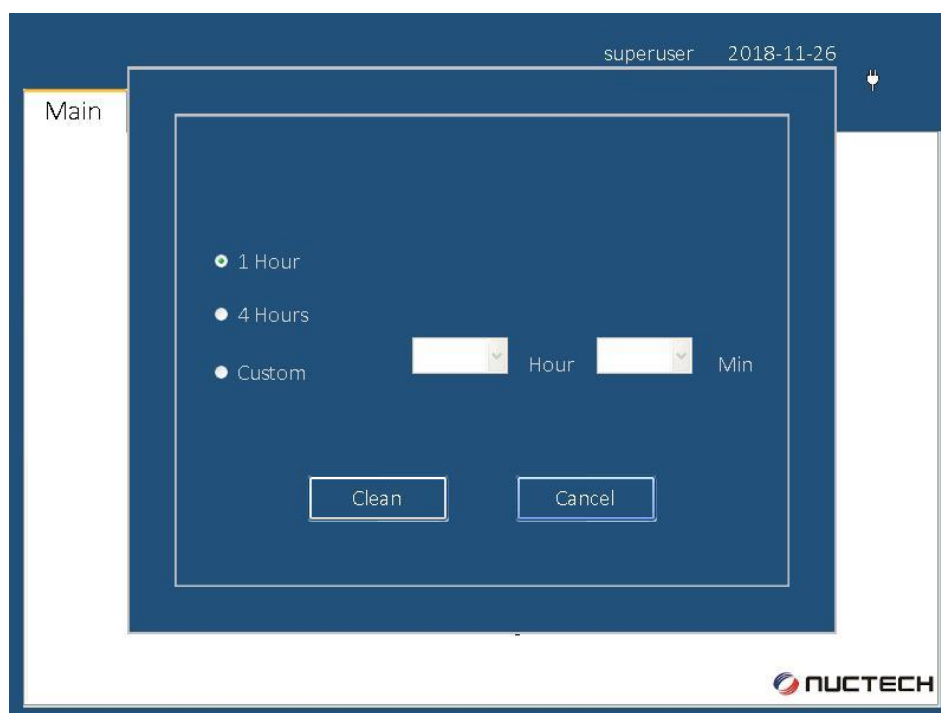 superuser 2018-11-26
Main
1 Hour
4 Hours
Custom Hour Min
Clean Cancel
NUCTECH